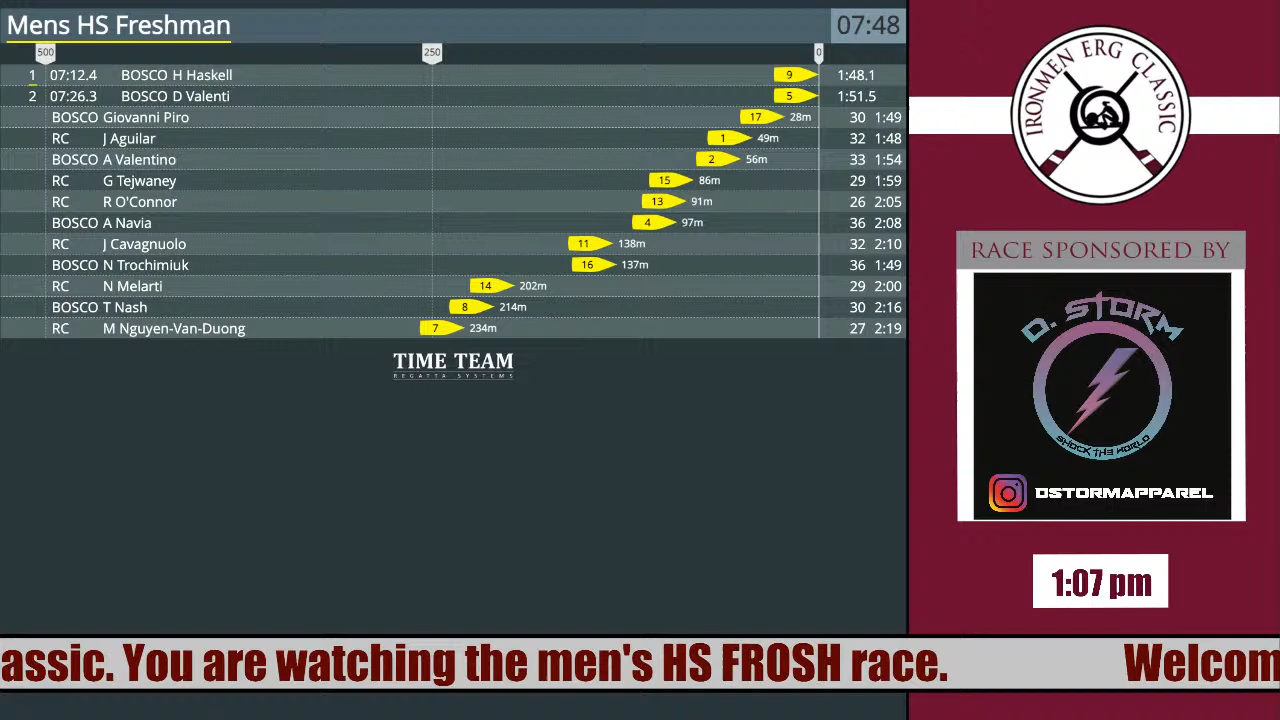 Mens HS Freshman 07:48
500 250 0
1 07:12.4 BOSCO H Haskell 9 1:48.1
2 07:26.3 BOSCO D Valenti 5 1:51.5
BOSCO Giovanni Piro 17 28m 30 1:49
RC J Aguilar 1 49m 32 1:48
BOSCO A Valentino 2 56m 33 1:54
RC G Tejwaney 15 86m 29 1:59
RC R O'Connor 13 91m 26 2:05
BOSCO A Navia 4 97m 36 2:08
RC J Cavagnuolo 11 138m 32 2:10
BOSCO N Trochimiuk 16 137m 36 1:49
RC N Melarti 14 202m 29 2:00
BOSCO T Nash 8 214m 30 2:16
RC M Nguyen-Van-Duong 7 234m 27 2:19
TIME TEAM
REGATTA SYSTEMS
IRONMEN ERG CLASSIC
RACE SPONSORED BY
D. STORM
SHOCK THE WORLD
DSTORMAPPAREL
1:07 pm
assic. You are watching the men's HS FROSH race. Welcom